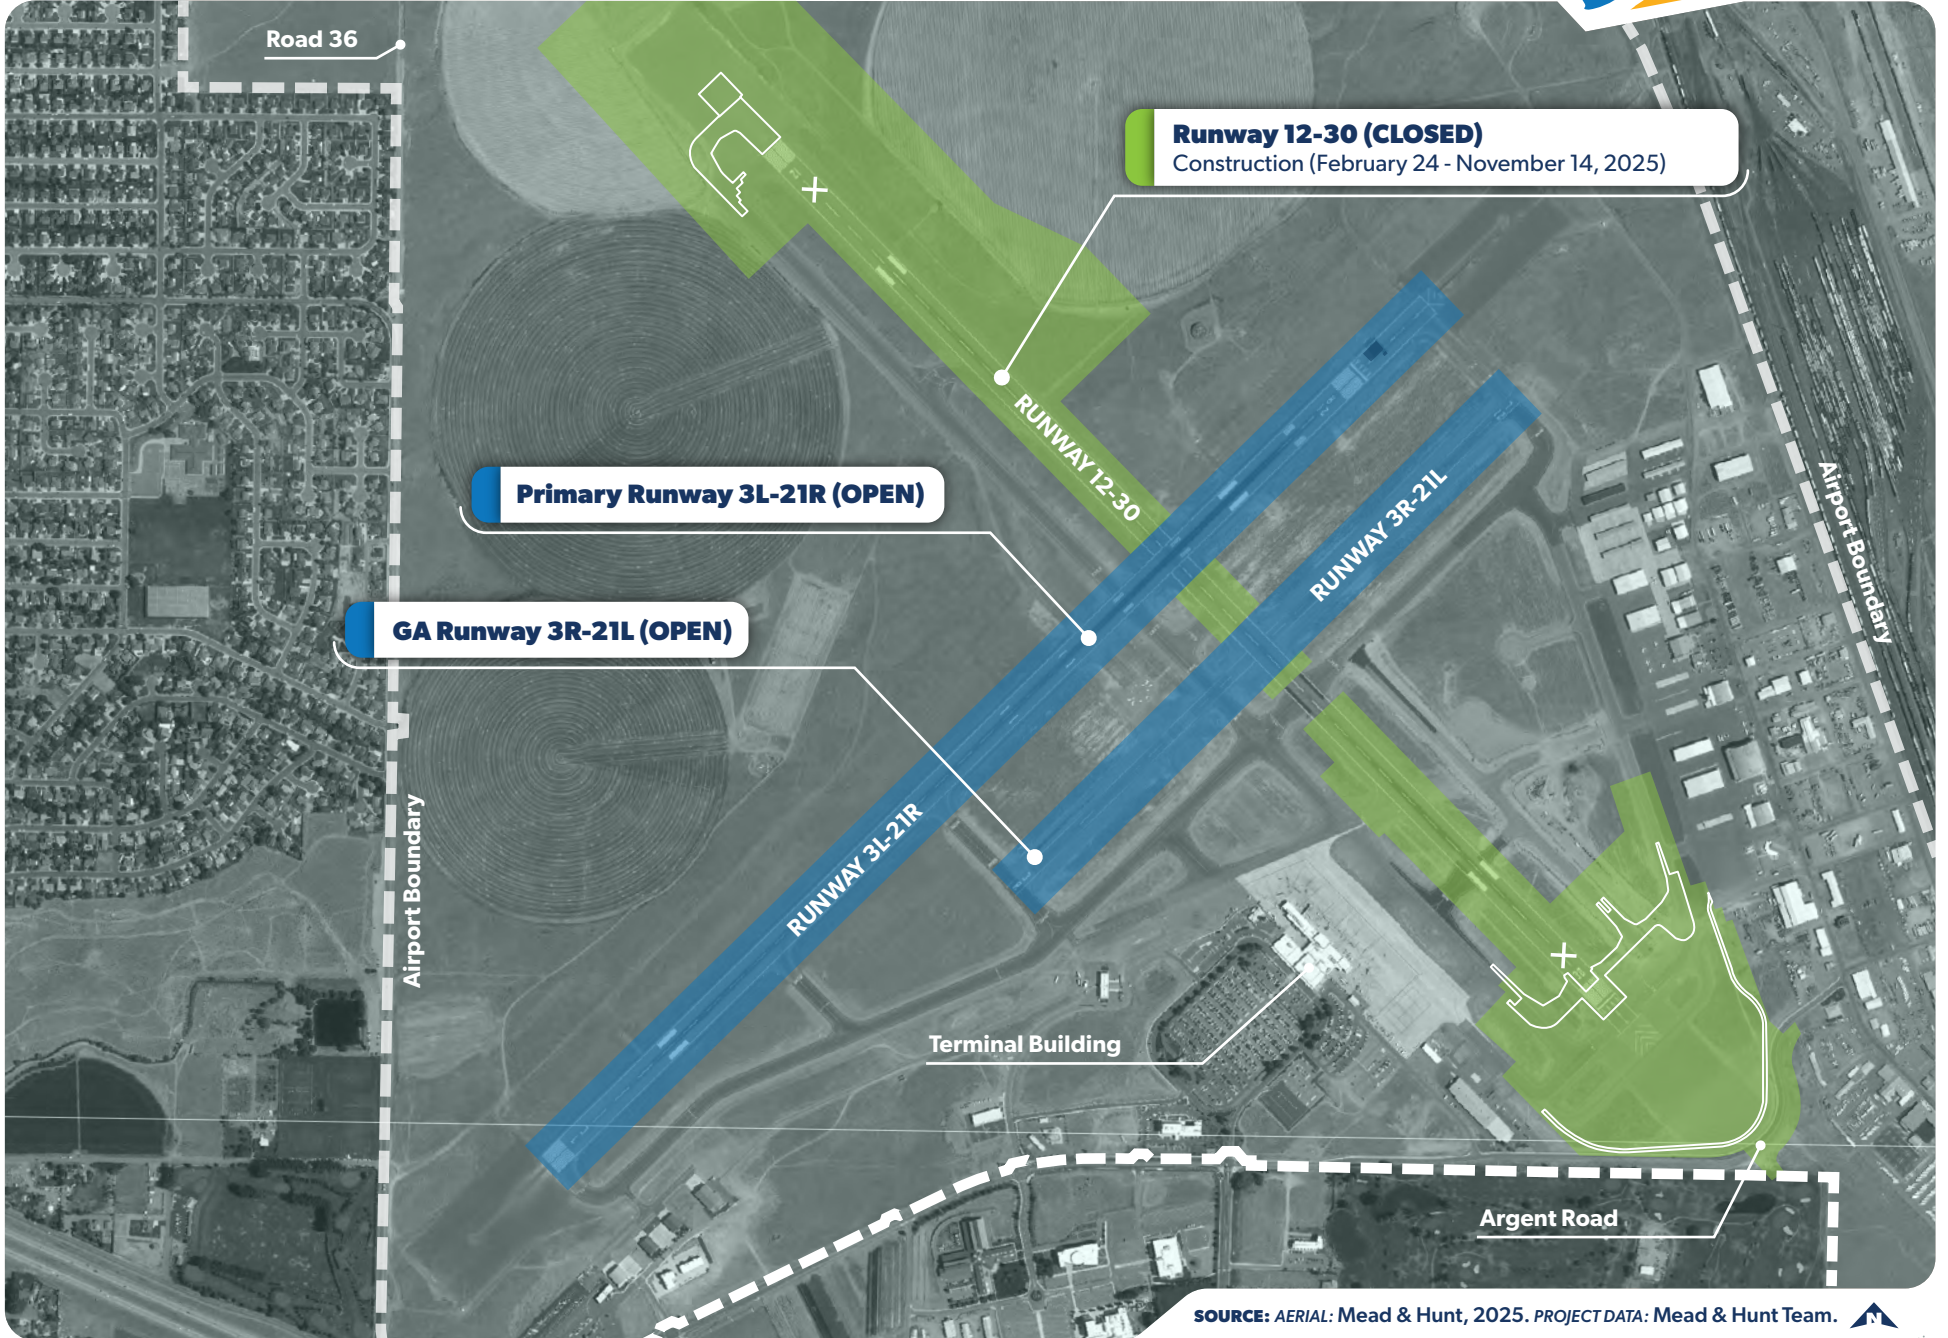 Road 36
Runway 12-30 (CLOSED)
Construction (February 24 - November 14, 2025)
RUNWAY 12-30
Primary Runway 3L-21R (OPEN)
RUNWAY 3R-21L
Airport Boundary
GA Runway 3R-21L (OPEN)
RUNWAY 3L-21R
Airport Boundary
Terminal Building
Argent Road
SOURCE: AERIAL: Mead & Hunt, 2025. PROJECT DATA: Mead & Hunt Team.
N